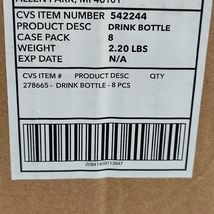 ALLEN PARK, MI 48101
CVS ITEM NUMBER 542244
PRODUCT DESC DRINK BOTTLE
CASE PACK 8
WEIGHT 2.20 LBS
EXP DATE N/A
CVS ITEM # PRODUCT DESC QTY
278665 - DRINK BOTTLE - 8 PCS
20841409113847